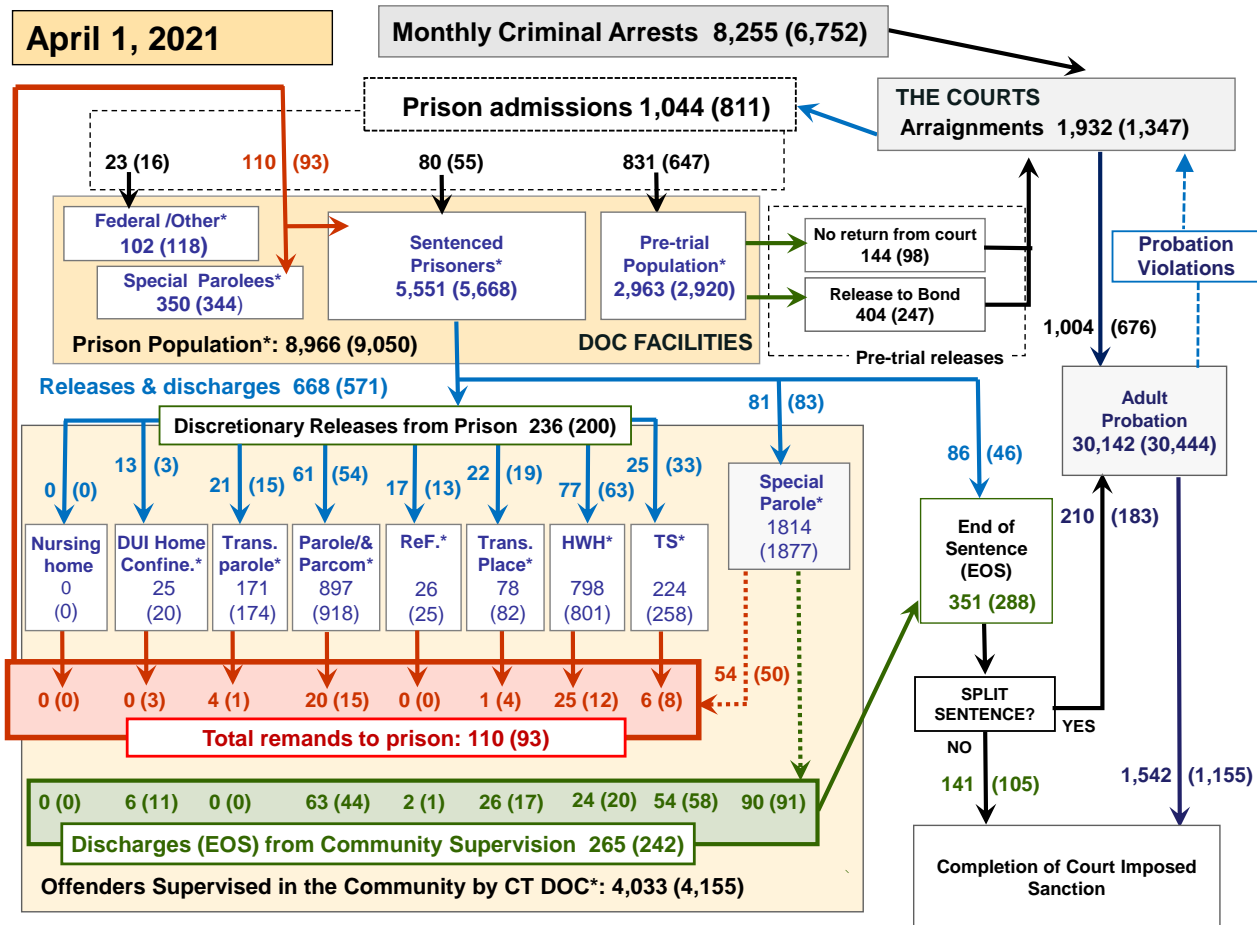 April 1, 2021
Monthly Criminal Arrests 8,255 (6,752)
Prison admissions 1,044 (811)
THE COURTS
Arraignments 1,932 (1,347)
23 (16)
110 (93)
80 (55)
831 (647)
Federal /Other*
102 (118)
Special Parolees*
350 (344)
Sentenced
Prisoners*
5,551 (5,668)
Pre-trial
Population*
2,963 (2,920)
No return from court
144 (98)
Release to Bond
404 (247)
Pre-trial releases
Probation
Violations
Prison Population*: 8,966 (9,050)
DOC FACILITIES
1,004 (676)
Releases & discharges 668 (571)
Discretionary Releases from Prison 236 (200)
81 (83)
86 (46)
Adult
Probation
30,142 (30,444)
0 (0)
13 (3)
21 (15)
61 (54)
17 (13)
22 (19)
77 (63)
25 (33)
Nursing
home
0
(0)
DUI Home
Confine.*
25
(20)
Trans.
parole*
171
(174)
Parole/&
Parcom*
897
(918)
ReF.*
26
(25)
Trans.
Place*
78
(82)
HWH*
798
(801)
TS*
224
(258)
Special
Parole*
1814
(1877)
End of
Sentence
(EOS)
351 (288)
210 (183)
0 (0)
0 (3)
4 (1)
20 (15)
0 (0)
1 (4)
25 (12)
6 (8)
54 (50)
Total remands to prison: 110 (93)
SPLIT
SENTENCE?
YES
NO
141 (105)
1,542 (1,155)
0 (0)
6 (11)
0 (0)
63 (44)
2 (1)
26 (17)
24 (20)
54 (58)
90 (91)
Discharges (EOS) from Community Supervision 265 (242)
Offenders Supervised in the Community by CT DOC*: 4,033 (4,155)
Completion of Court Imposed
Sanction